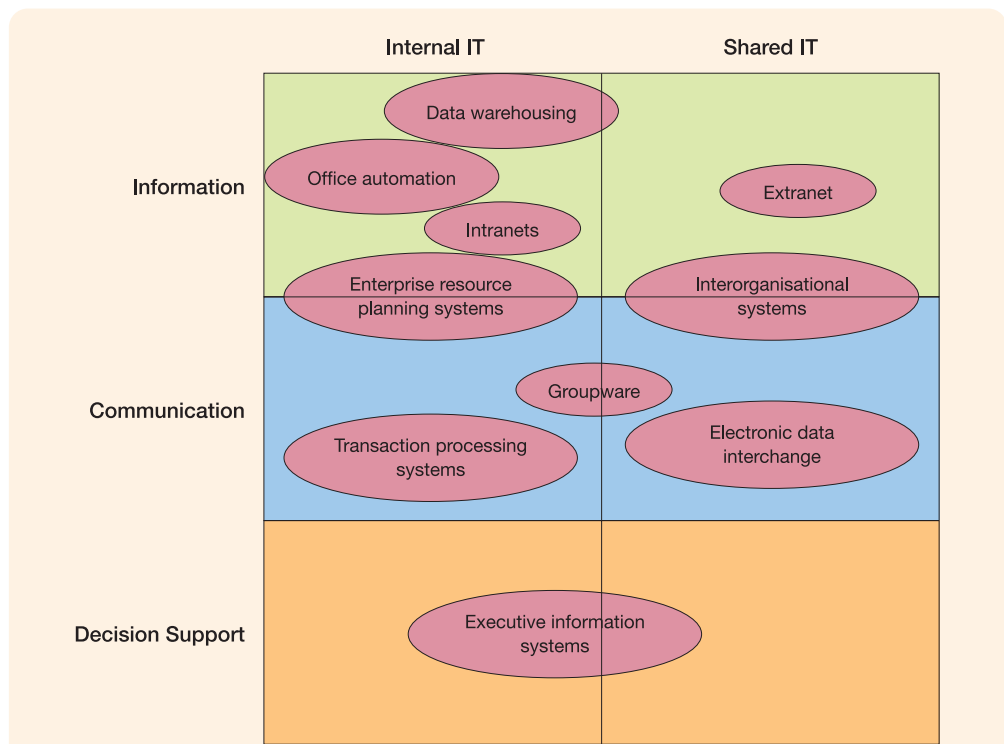 Internal IT
Shared IT
Data warehousing
Information
Office automation
Extranet
Intranets
Enterprise resource
planning systems
Interorganisational
systems
Communication
Groupware
Transaction processing
systems
Electronic data
interchange
Decision Support
Executive information
systems